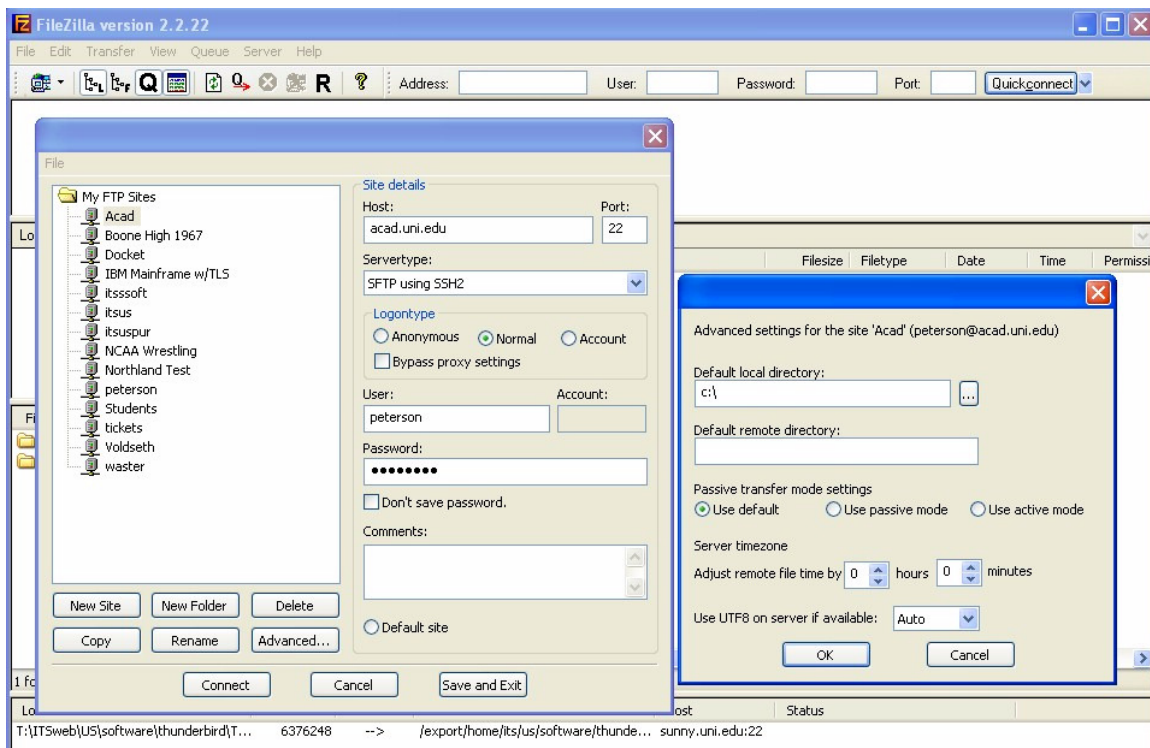 FileZilla version 2.2.22
File Edit Transfer View Queue Server Help
Address: User: Password: Port: Quickconnect
File
My FTP Sites
Acad
Boone High 1967
Docket
IBM Mainframe w/TLS
itsssoft
itsus
itsuspur
NCAA Wrestling
Northland Test
peterson
Students
tickets
Voldseth
waster
New Site New Folder Delete
Copy Rename Advanced...
Site details
Host: Port:
acad.uni.edu 22
Servertype:
SFTP using SSH2
Logontype
Anonymous Normal Account
Bypass proxy settings
User: Account:
peterson
Password:
Don't save password.
Comments:
Default site
Connect Cancel Save and Exit
Filesize Filetype Date Time Permissi
Advanced settings for the site 'Acad' (peterson@acad.uni.edu)
Default local directory:
c:\
...
Default remote directory:
Passive transfer mode settings
Use default Use passive mode Use active mode
Server timezone
Adjust remote file time by 0 hours 0 minutes
Use UTF8 on server if available: Auto
OK Cancel
Lo
Fi
1 fo
Lo ost Status
T:\ITSweb\US\software\thunderbird\T... 6376248 --> /export/home/its/us/software/thunde... sunny.uni.edu:22